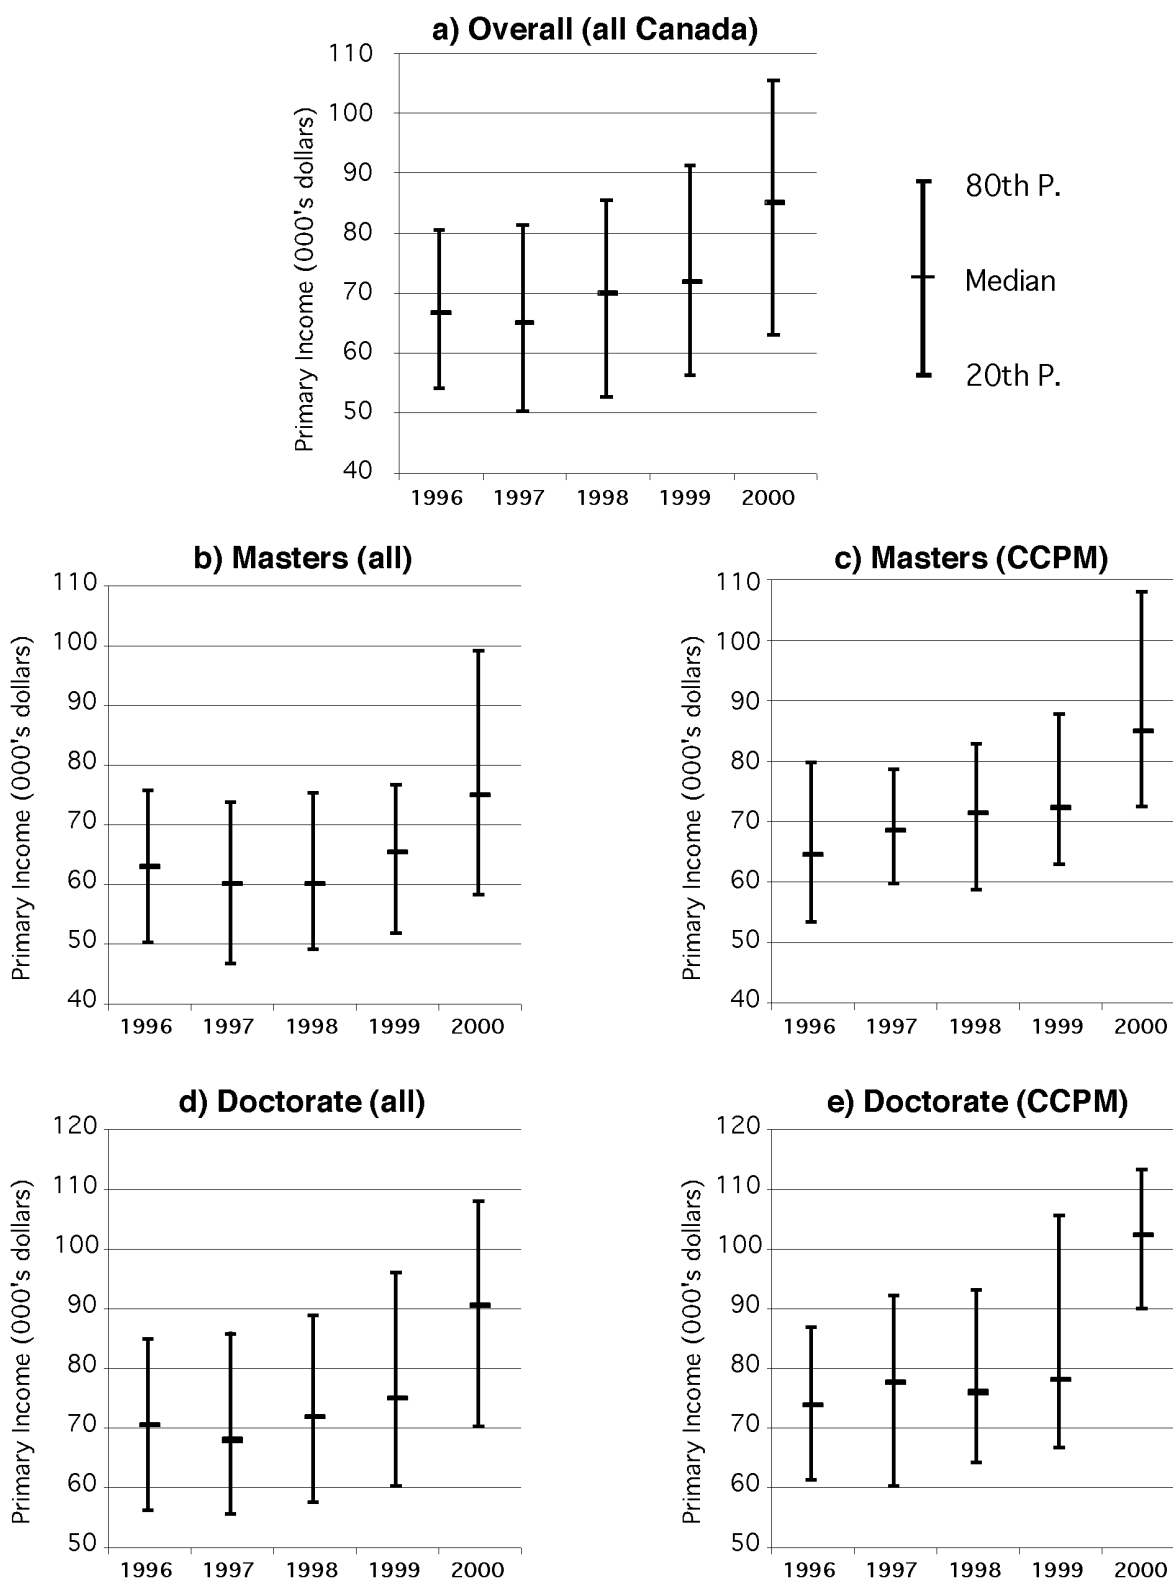 a) Overall (all Canada)
Primary Income (000's dollars)
110
100
90
80
70
60
50
40
1996 1997 1998 1999 2000
80th P.
Median
20th P.
b) Masters (all)
Primary Income (000's dollars)
110
100
90
80
70
60
50
40
1996 1997 1998 1999 2000
c) Masters (CCPM)
Primary Income (000's dollars)
110
100
90
80
70
60
50
40
1996 1997 1998 1999 2000
d) Doctorate (all)
Primary Income (000's dollars)
120
110
100
90
80
70
60
50
1996 1997 1998 1999 2000
e) Doctorate (CCPM)
Primary Income (000's dollars)
120
110
100
90
80
70
60
50
1996 1997 1998 1999 2000